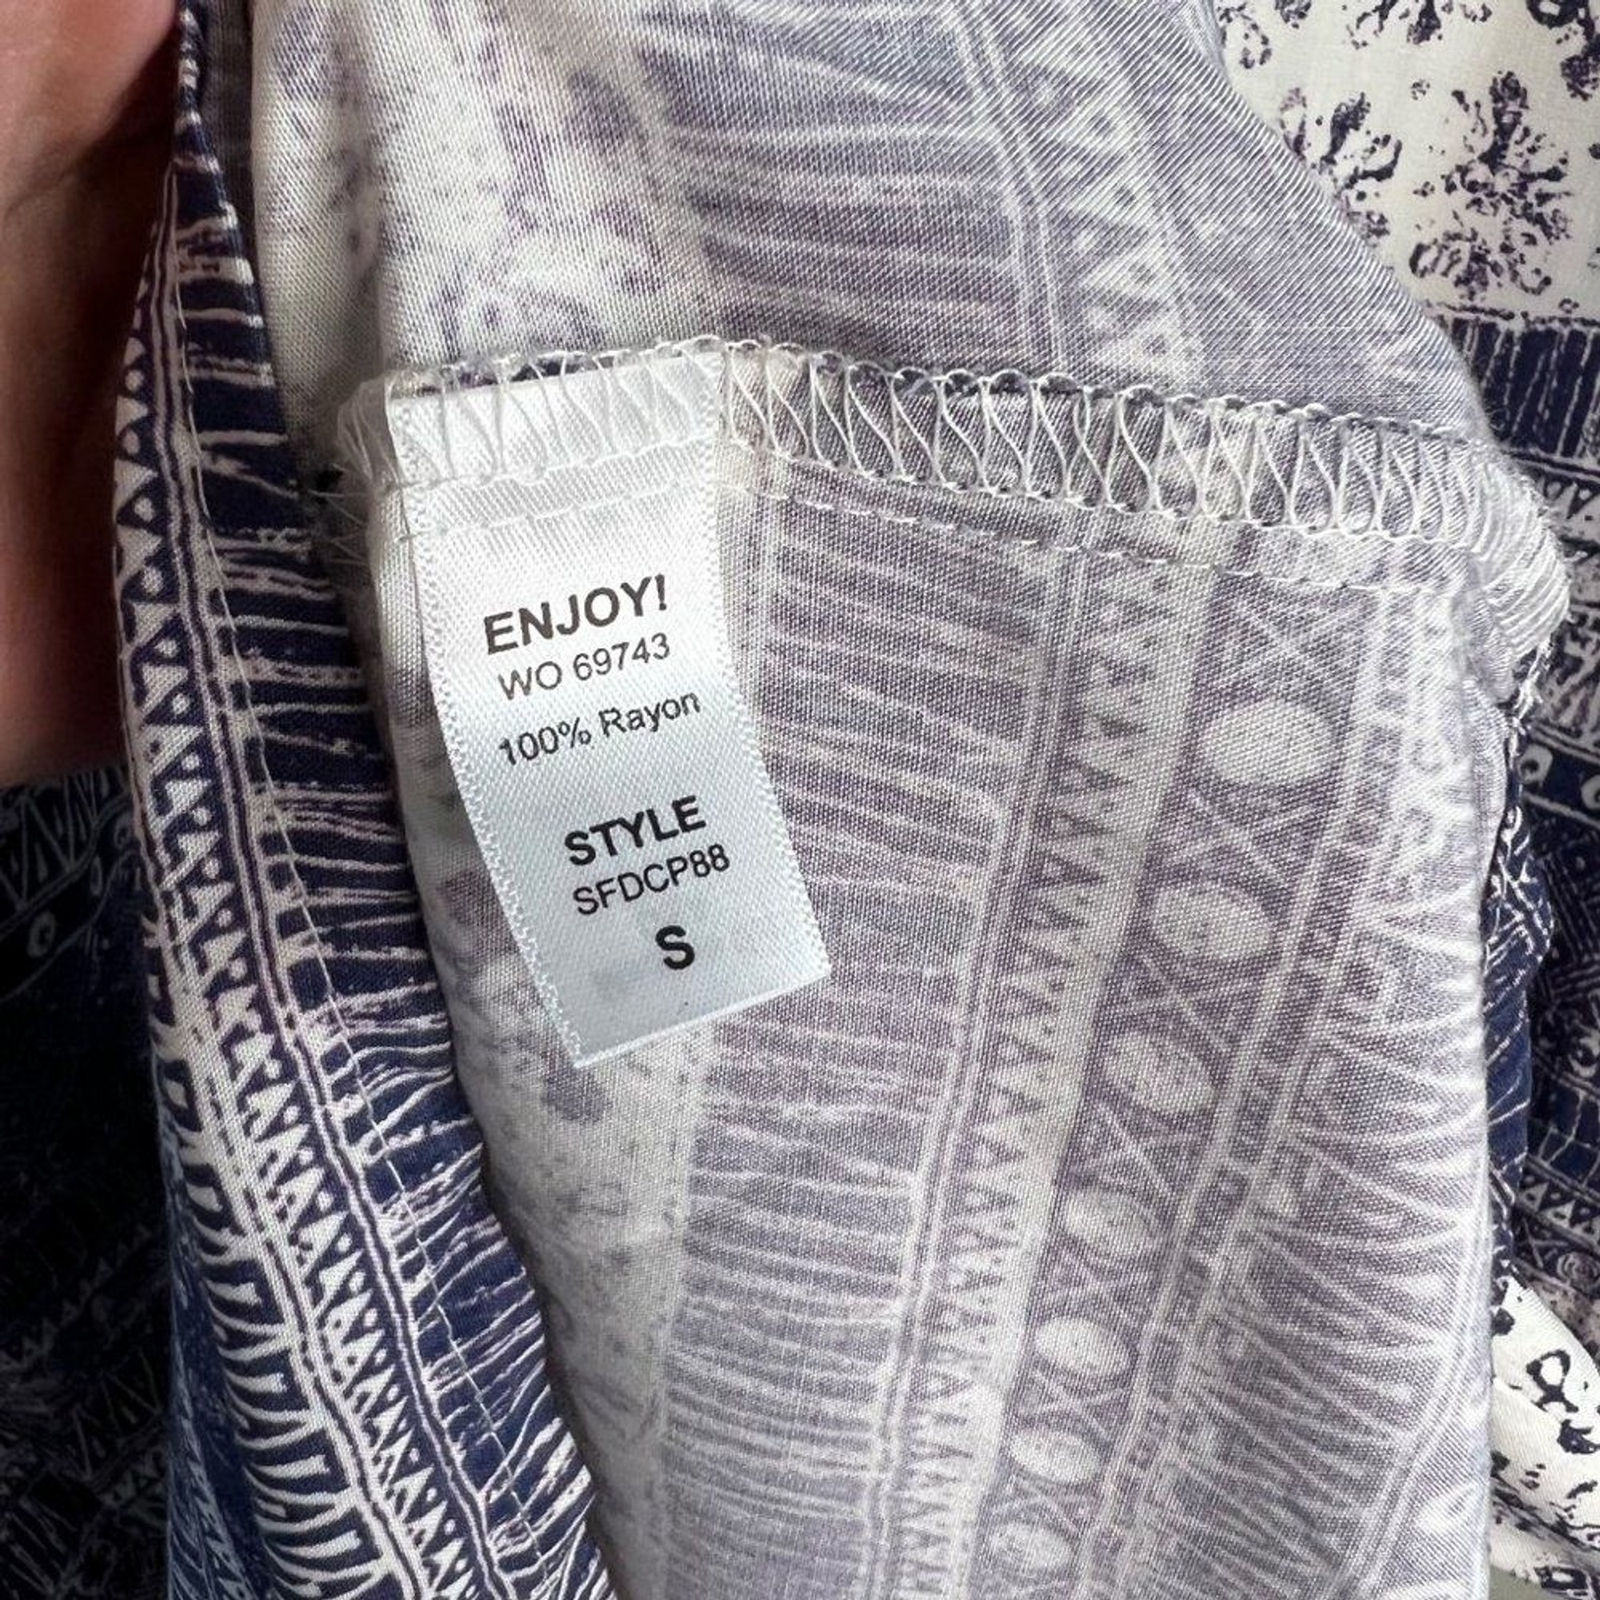 ENJOY!
WO 69743
100% Rayon
STYLE
SFDCP88
S